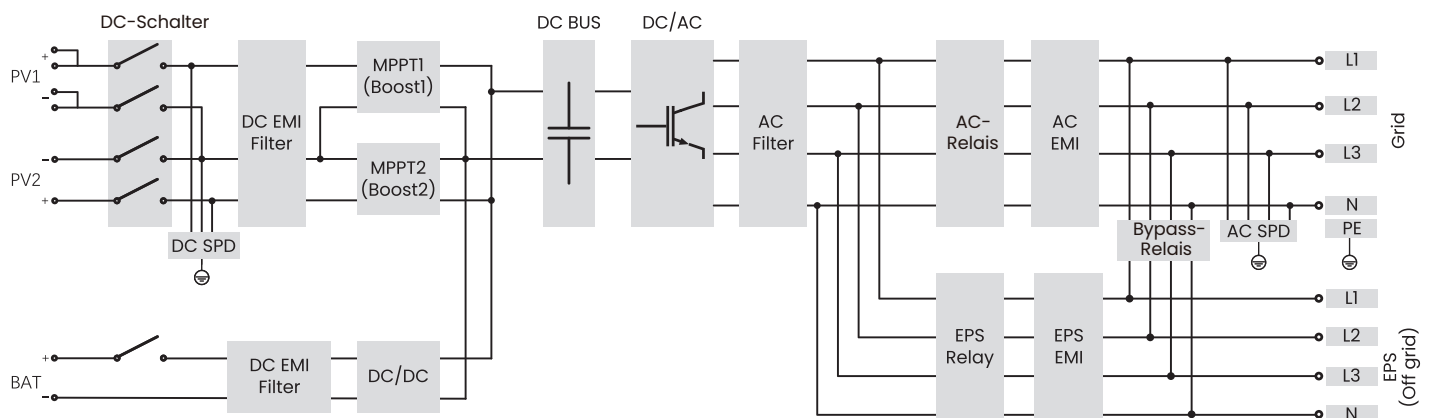 DC-Schalter
DC BUS
DC/AC
PV1
+
−
PV2
−
+
DC EMI
Filter
MPPT1
(Boost1)
MPPT2
(Boost2)
DC SPD
AC
Filter
AC-
Relais
AC
EMI
L1
L2
L3
N
PE
Grid
Bypass-
Relais
AC SPD
BAT
+
−
DC EMI
Filter
DC/DC
EPS
Relay
EPS
EMI
L1
L2
L3
N
EPS
(Off grid)